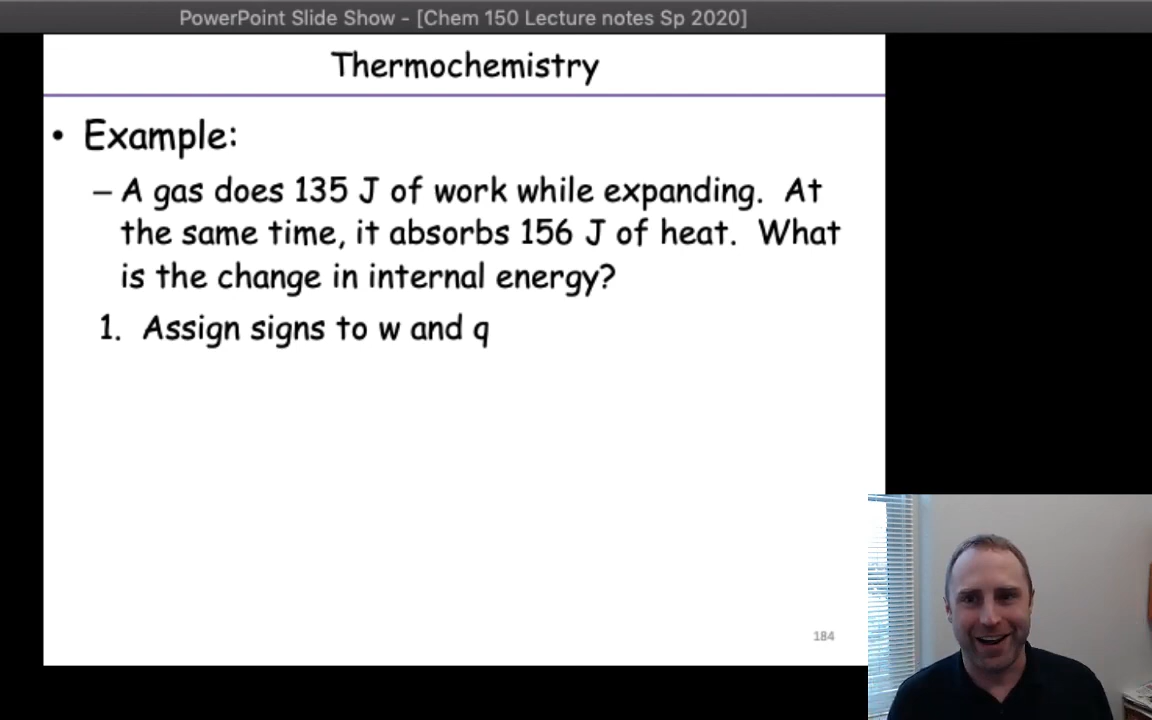 PowerPoint Slide Show - [Chem 150 Lecture notes Sp 2020]
Thermochemistry
• Example:
– A gas does 135 J of work while expanding. At
the same time, it absorbs 156 J of heat. What
is the change in internal energy?
1. Assign signs to w and q
184